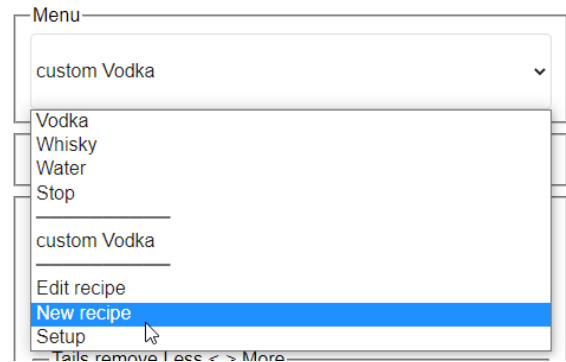 Menu
custom Vodka
Vodka
Whisky
Water
Stop
custom Vodka
Edit recipe
New recipe
Setup
Tails remove Less < > More